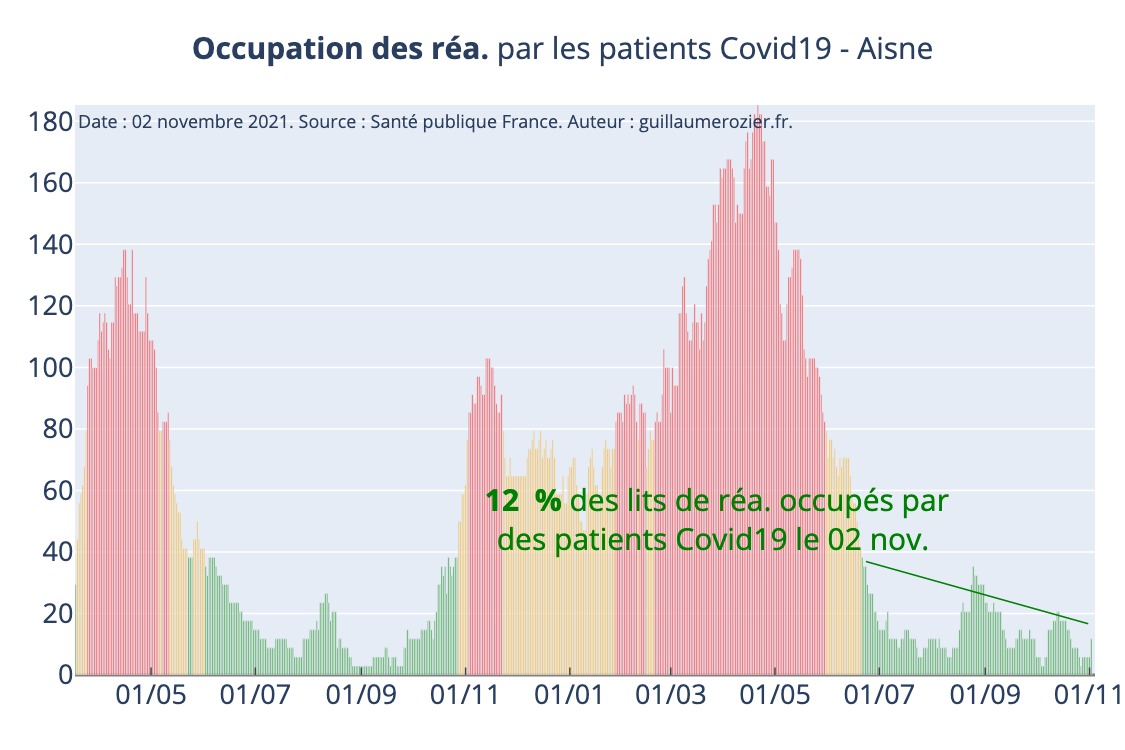 Occupation des réa. par les patients Covid19 - Aisne
Date : 02 novembre 2021. Source : Santé publique France. Auteur : guillaumerozier.fr.
180
160
140
120
100
80
60
40
20
0
12 % des lits de réa. occupés par
des patients Covid19 le 02 nov.
01/05 01/07 01/09 01/11 01/01 01/03 01/05 01/07 01/09 01/11